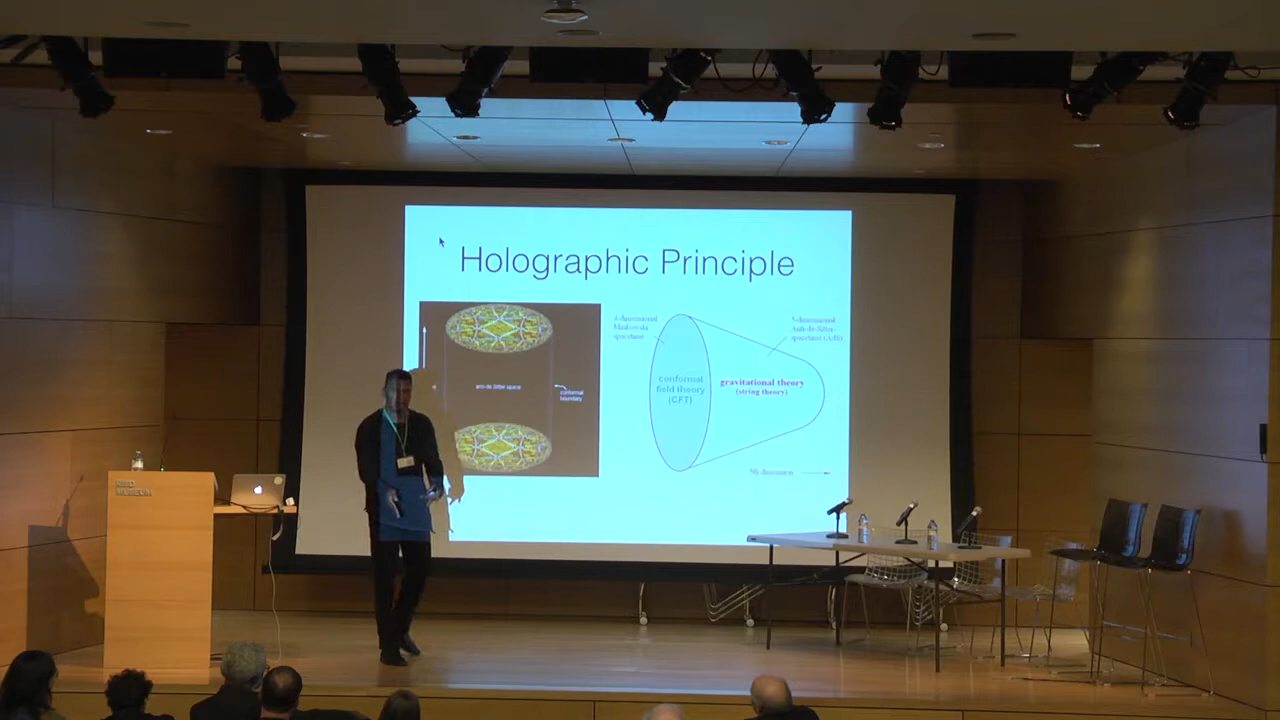 Holographic Principle
4-dimensional
Minkowski
spacetime
5-dimensional
Anti-de-Sitter-
spacetime (AdS)
anti-de Sitter space
conformal
boundary
conformal
field theory
(CFT)
gravitational theory
(string theory)
5th dimension
MUSEUM